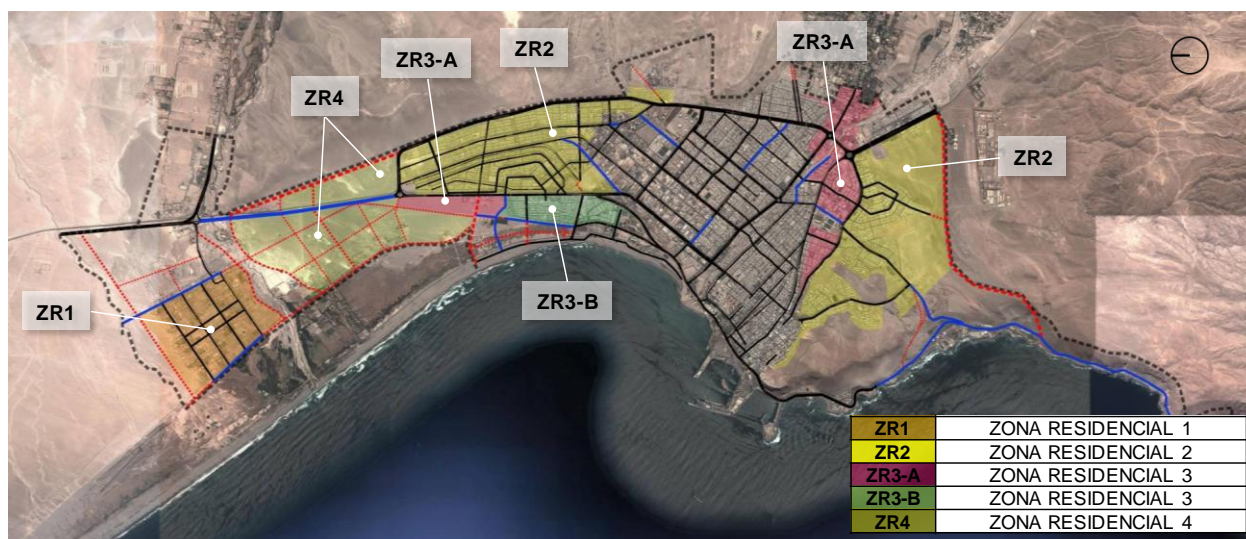 ZR2
ZR3-A
ZR3-A
ZR4
ZR2
ZR3-B
ZR1
ZR1 ZONA RESIDENCIAL 1
ZR2 ZONA RESIDENCIAL 2
ZR3-A ZONA RESIDENCIAL 3
ZR3-B ZONA RESIDENCIAL 3
ZR4 ZONA RESIDENCIAL 4